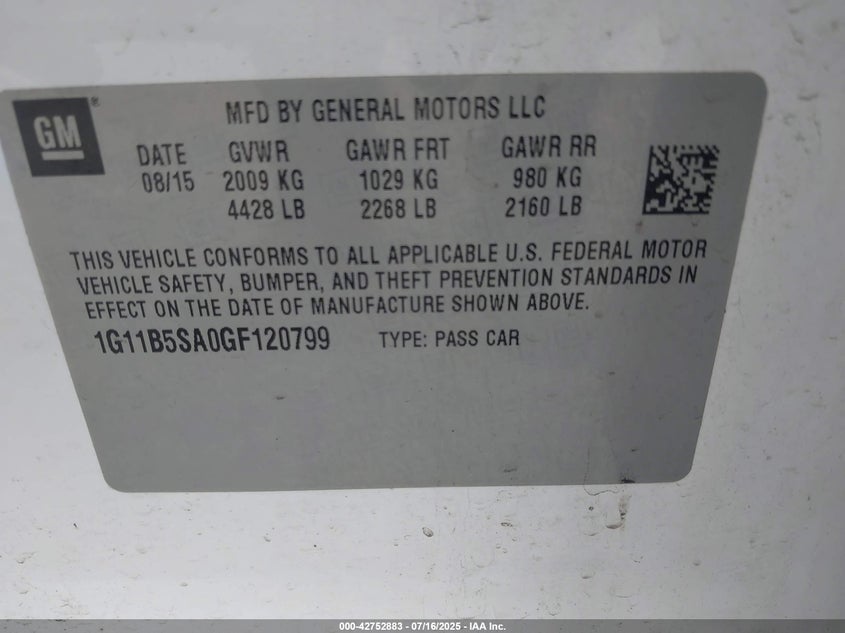 GM ®
MFD BY GENERAL MOTORS LLC
DATE GVWR GAWR FRT GAWR RR
08/15 2009 KG 1029 KG 980 KG
4428 LB 2268 LB 2160 LB
THIS VEHICLE CONFORMS TO ALL APPLICABLE U.S. FEDERAL MOTOR
VEHICLE SAFETY, BUMPER, AND THEFT PREVENTION STANDARDS IN
EFFECT ON THE DATE OF MANUFACTURE SHOWN ABOVE.
1G11B5SA0GF120799 TYPE: PASS CAR
000-42752883 - 07/16/2025 - IAA Inc.